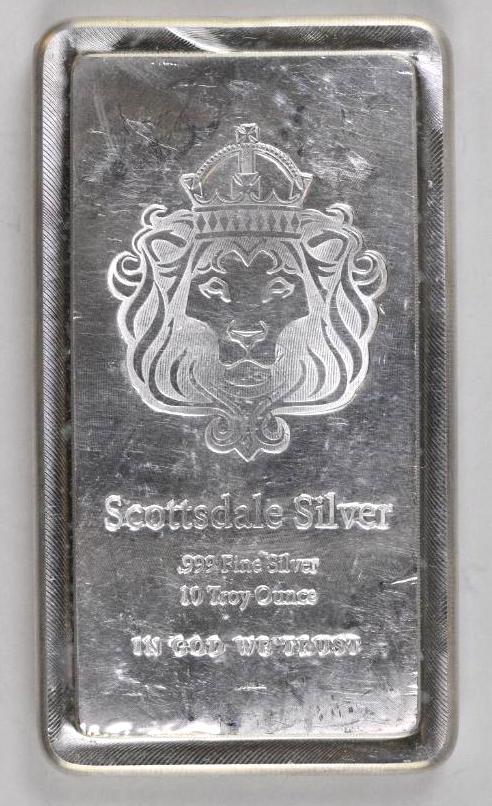 Scottsdale Silver
.999 Fine Silver
10 Troy Ounce
IN GOD WE TRUST